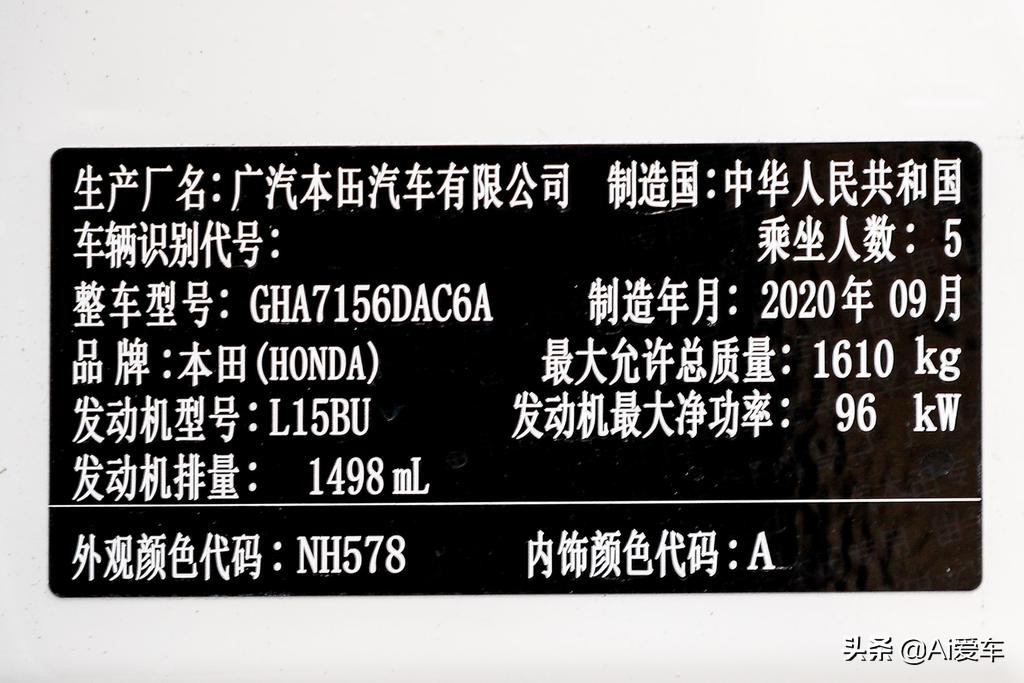 生产厂名：广汽本田汽车有限公司 制造国：中华人民共和国
车辆识别代号： 乘坐人数：5
整车型号：GHA7156DAC6A 制造年月：2020年09月
品牌：本田(HONDA) 最大允许总质量：1610 kg
发动机型号：L15BU 发动机最大净功率：96 kW
发动机排量：1498 mL
外观颜色代码：NH578 内饰颜色代码：A
头条 @Ai爱车